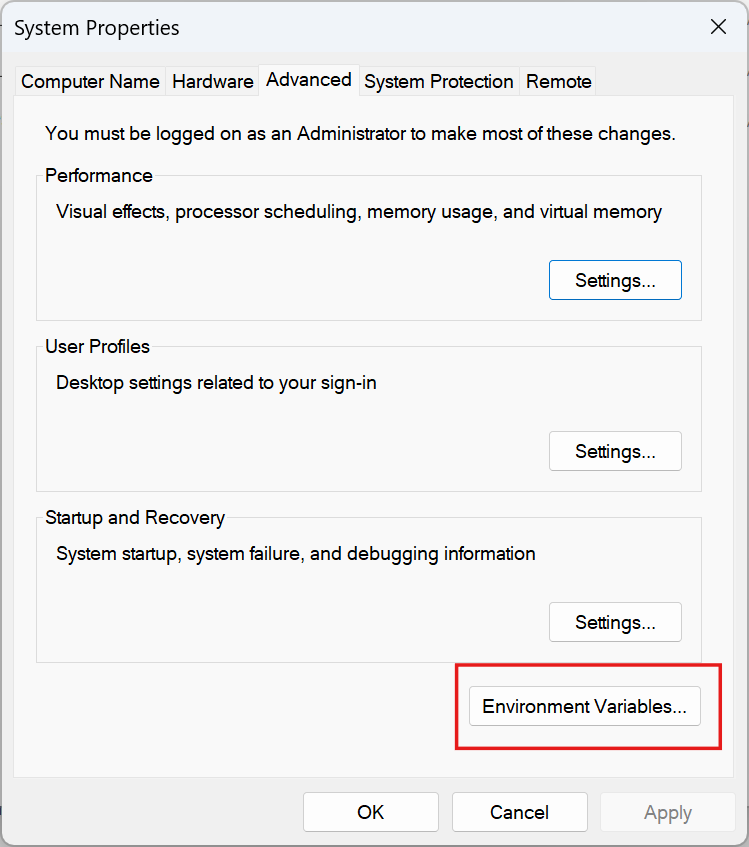 System Properties
Computer Name Hardware Advanced System Protection Remote
You must be logged on as an Administrator to make most of these changes.
Performance
Visual effects, processor scheduling, memory usage, and virtual memory
Settings...
User Profiles
Desktop settings related to your sign-in
Settings...
Startup and Recovery
System startup, system failure, and debugging information
Settings...
Environment Variables...
OK Cancel Apply